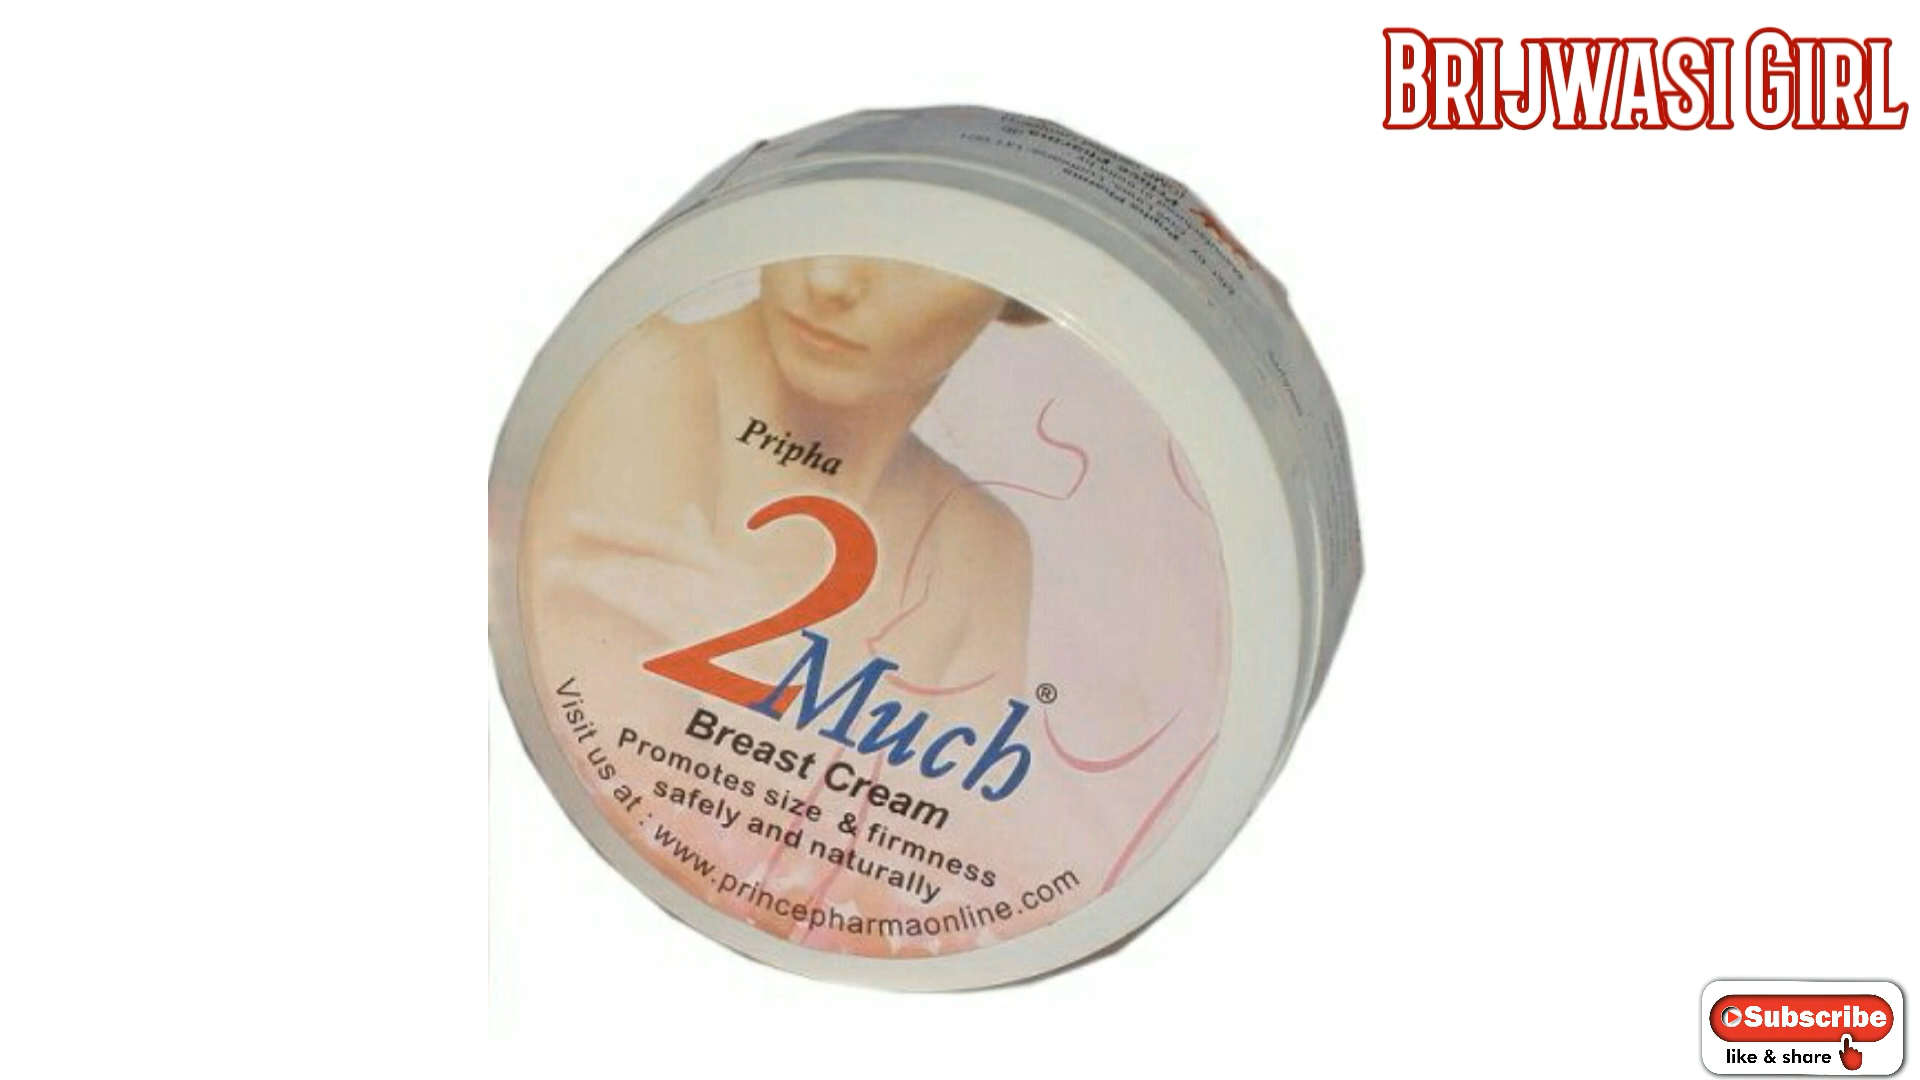 BRIJWASI GIRL
Pripha
2Much®
Breast Cream
Promotes size & firmness
safely and naturally
Visit us at : www.princepharmaonline.com
Subscribe
like & share